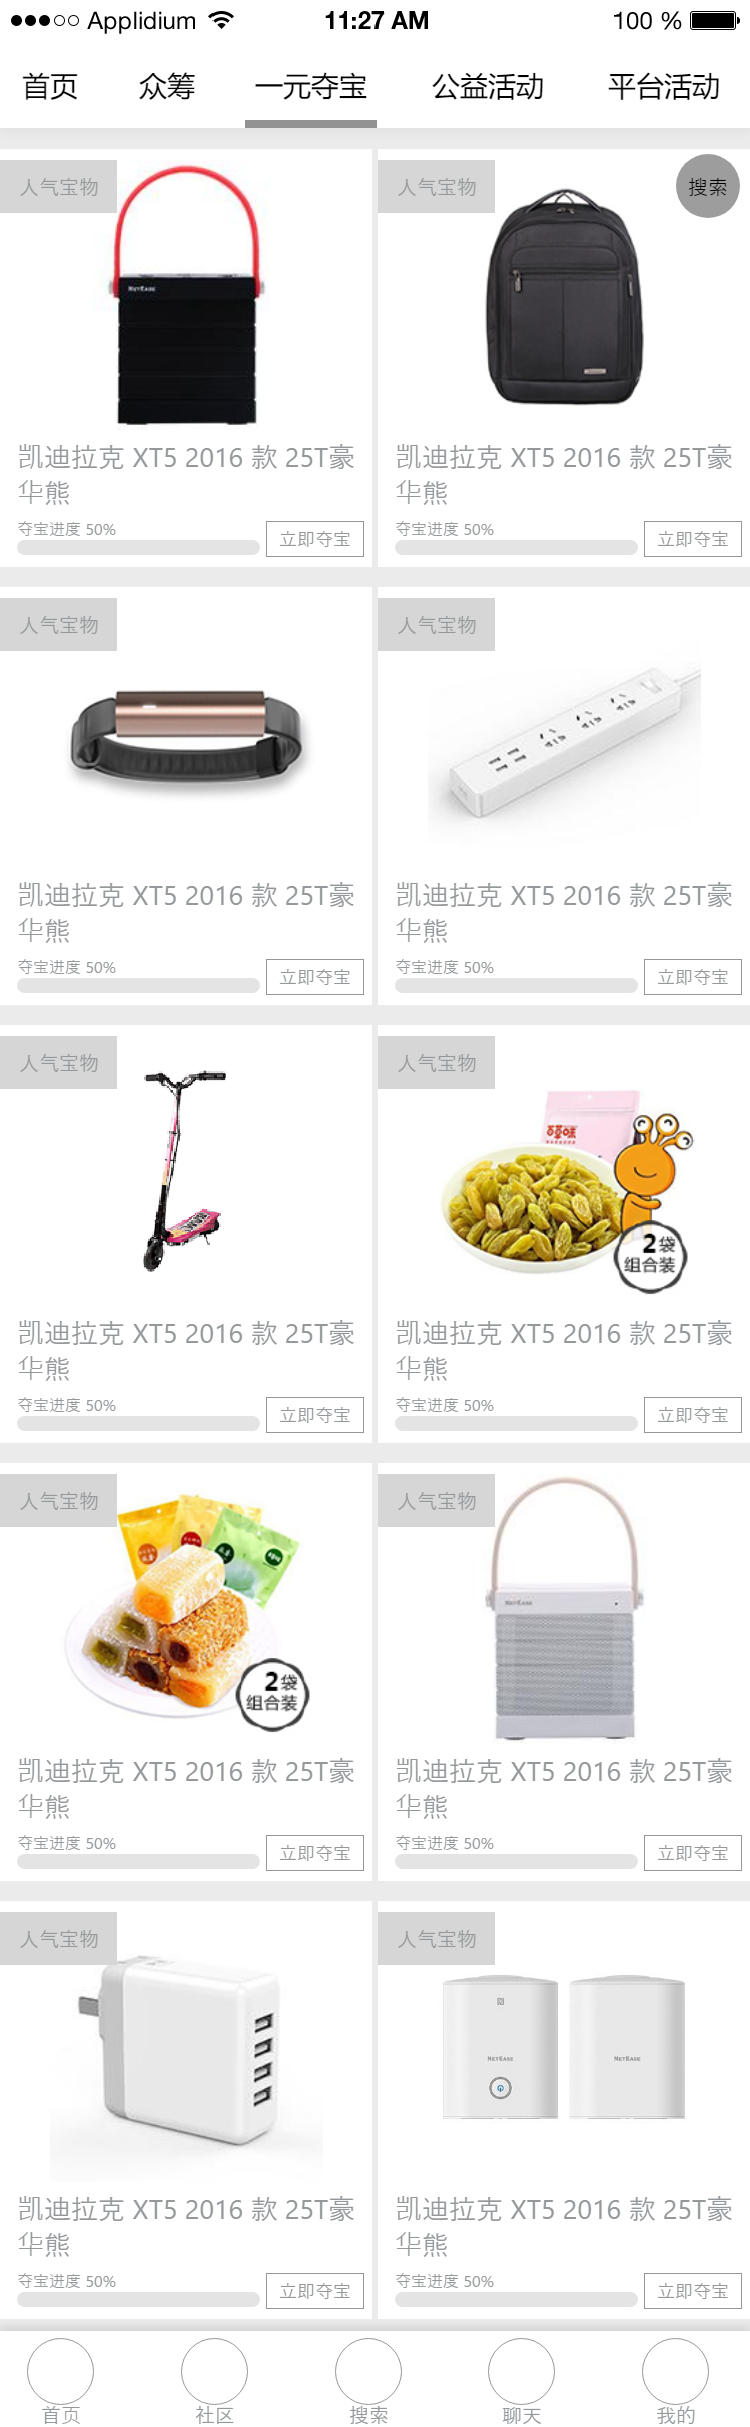 Applidium 11:27 AM 100 %
首页 众筹 一元夺宝 公益活动 平台活动
人气宝物 人气宝物 搜索
NetEase
凯迪拉克 XT5 2016 款 25T豪 凯迪拉克 XT5 2016 款 25T豪
华熊 华熊
夺宝进度 50% 立即夺宝 夺宝进度 50% 立即夺宝
人气宝物 人气宝物
凯迪拉克 XT5 2016 款 25T豪 凯迪拉克 XT5 2016 款 25T豪
华熊 华熊
夺宝进度 50% 立即夺宝 夺宝进度 50% 立即夺宝
人气宝物 人气宝物
百草味
2袋
组合装
凯迪拉克 XT5 2016 款 25T豪 凯迪拉克 XT5 2016 款 25T豪
华熊 华熊
夺宝进度 50% 立即夺宝 夺宝进度 50% 立即夺宝
人气宝物 人气宝物
NetEase
2袋
组合装
凯迪拉克 XT5 2016 款 25T豪 凯迪拉克 XT5 2016 款 25T豪
华熊 华熊
夺宝进度 50% 立即夺宝 夺宝进度 50% 立即夺宝
人气宝物 人气宝物
NetEase NetEase
凯迪拉克 XT5 2016 款 25T豪 凯迪拉克 XT5 2016 款 25T豪
华熊 华熊
夺宝进度 50% 立即夺宝 夺宝进度 50% 立即夺宝
首页 社区 搜索 聊天 我的